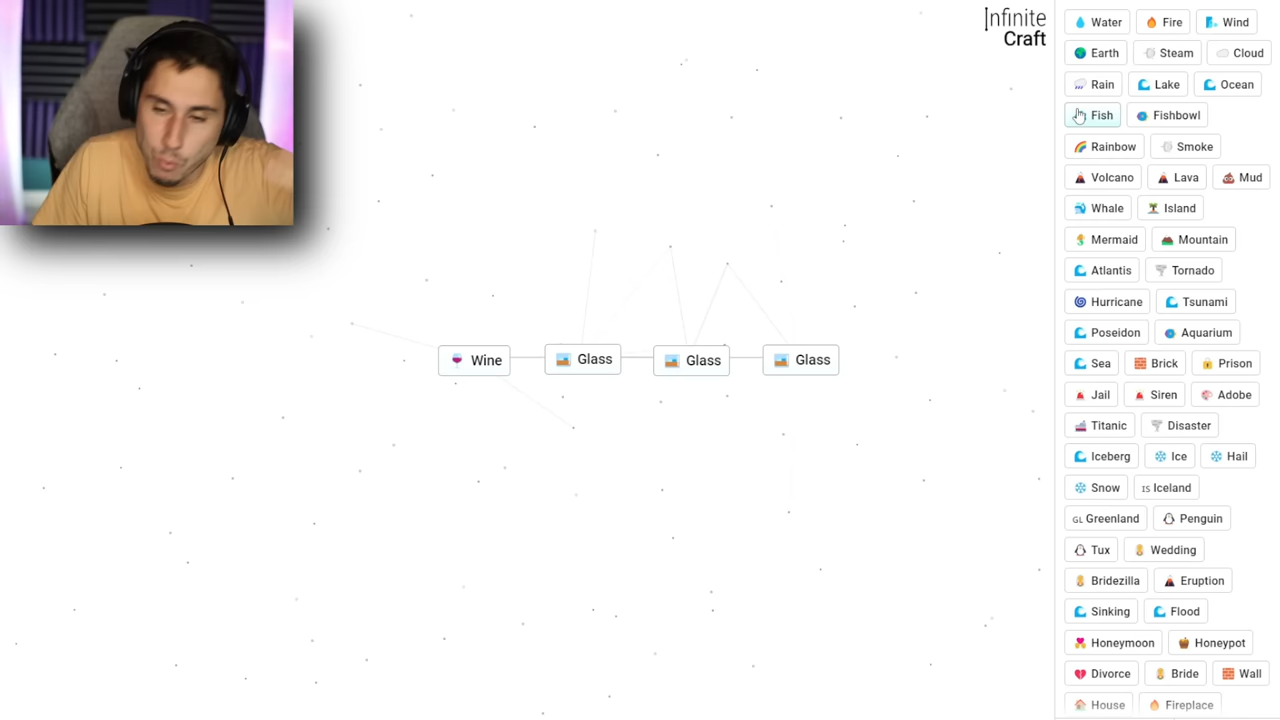 Infinite
Craft
Water Fire Wind
Earth Steam Cloud
Rain Lake Ocean
Fish Fishbowl
Rainbow Smoke
Volcano Lava Mud
Whale Island
Mermaid Mountain
Atlantis Tornado
Hurricane Tsunami
Poseidon Aquarium
Wine Glass Glass Glass
Sea Brick Prison
Jail Siren Adobe
Titanic Disaster
Iceberg Ice Hail
Snow IS Iceland
GL Greenland Penguin
Tux Wedding
Bridezilla Eruption
Sinking Flood
Honeymoon Honeypot
Divorce Bride Wall
House Fireplace